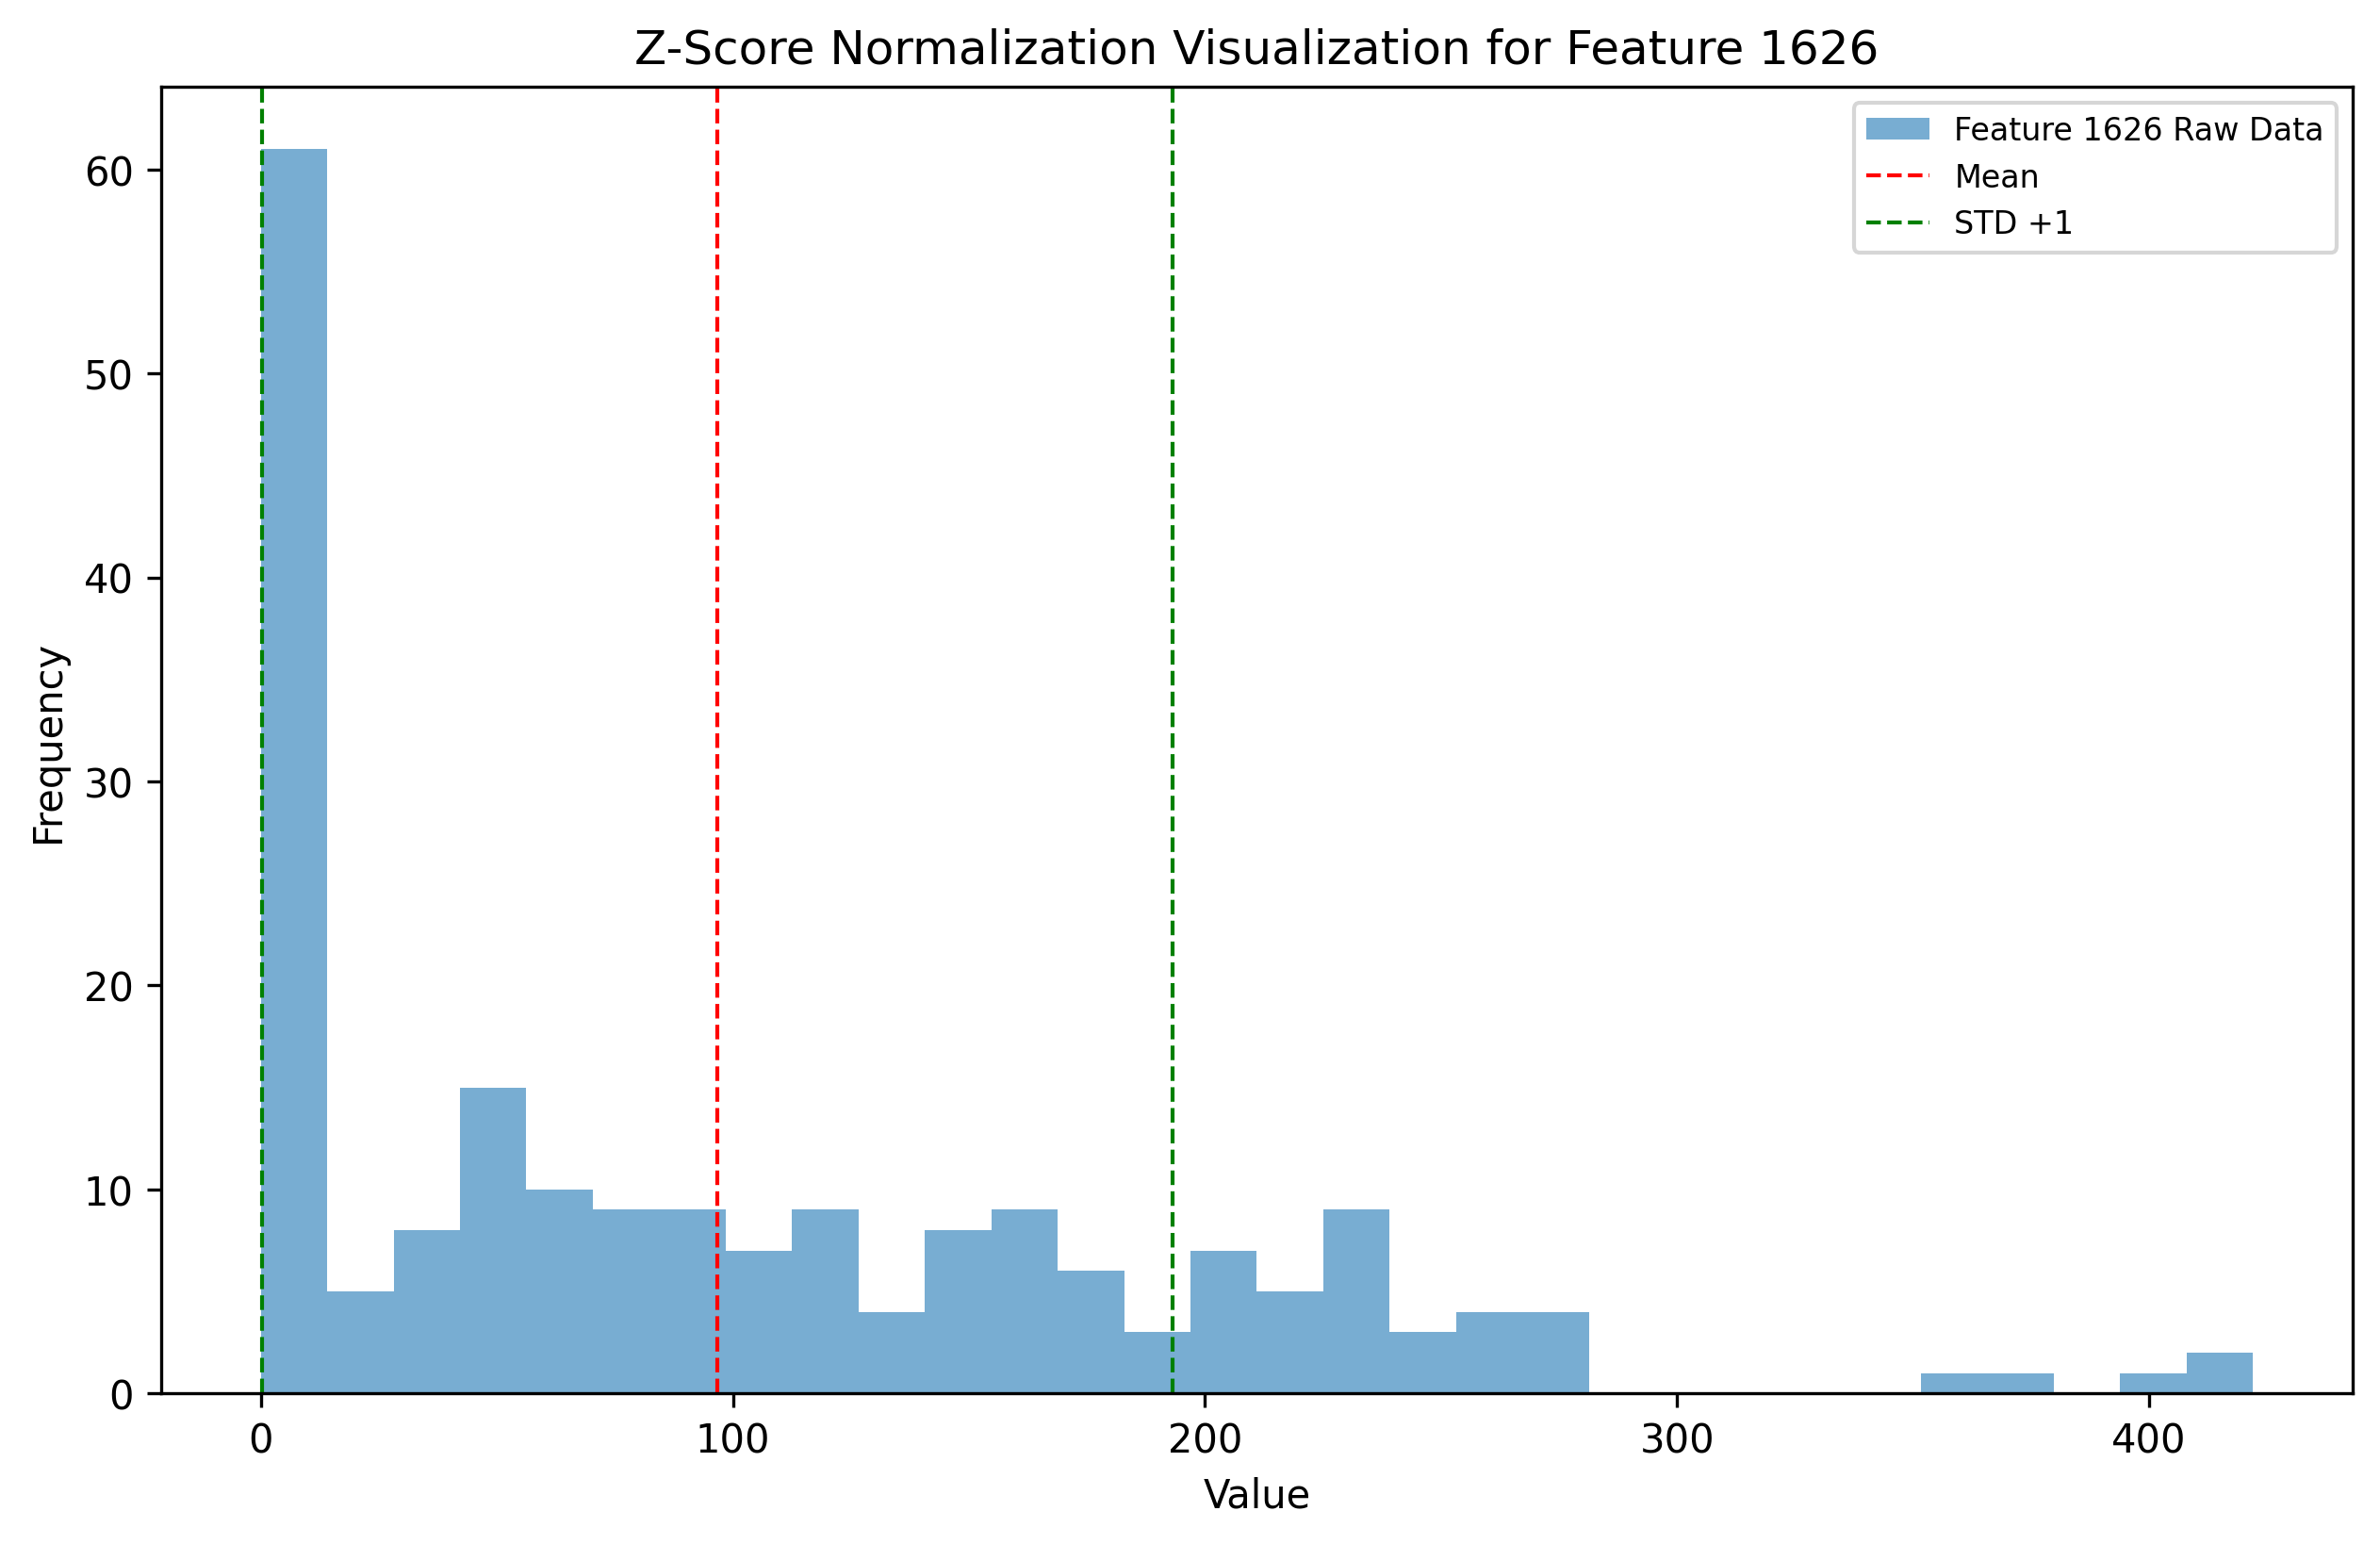 Z-Score Normalization Visualization for Feature 1626
Feature 1626 Raw Data
Mean
STD +1
Frequency
60
50
40
30
20
10
0
0 100 200 300 400
Value